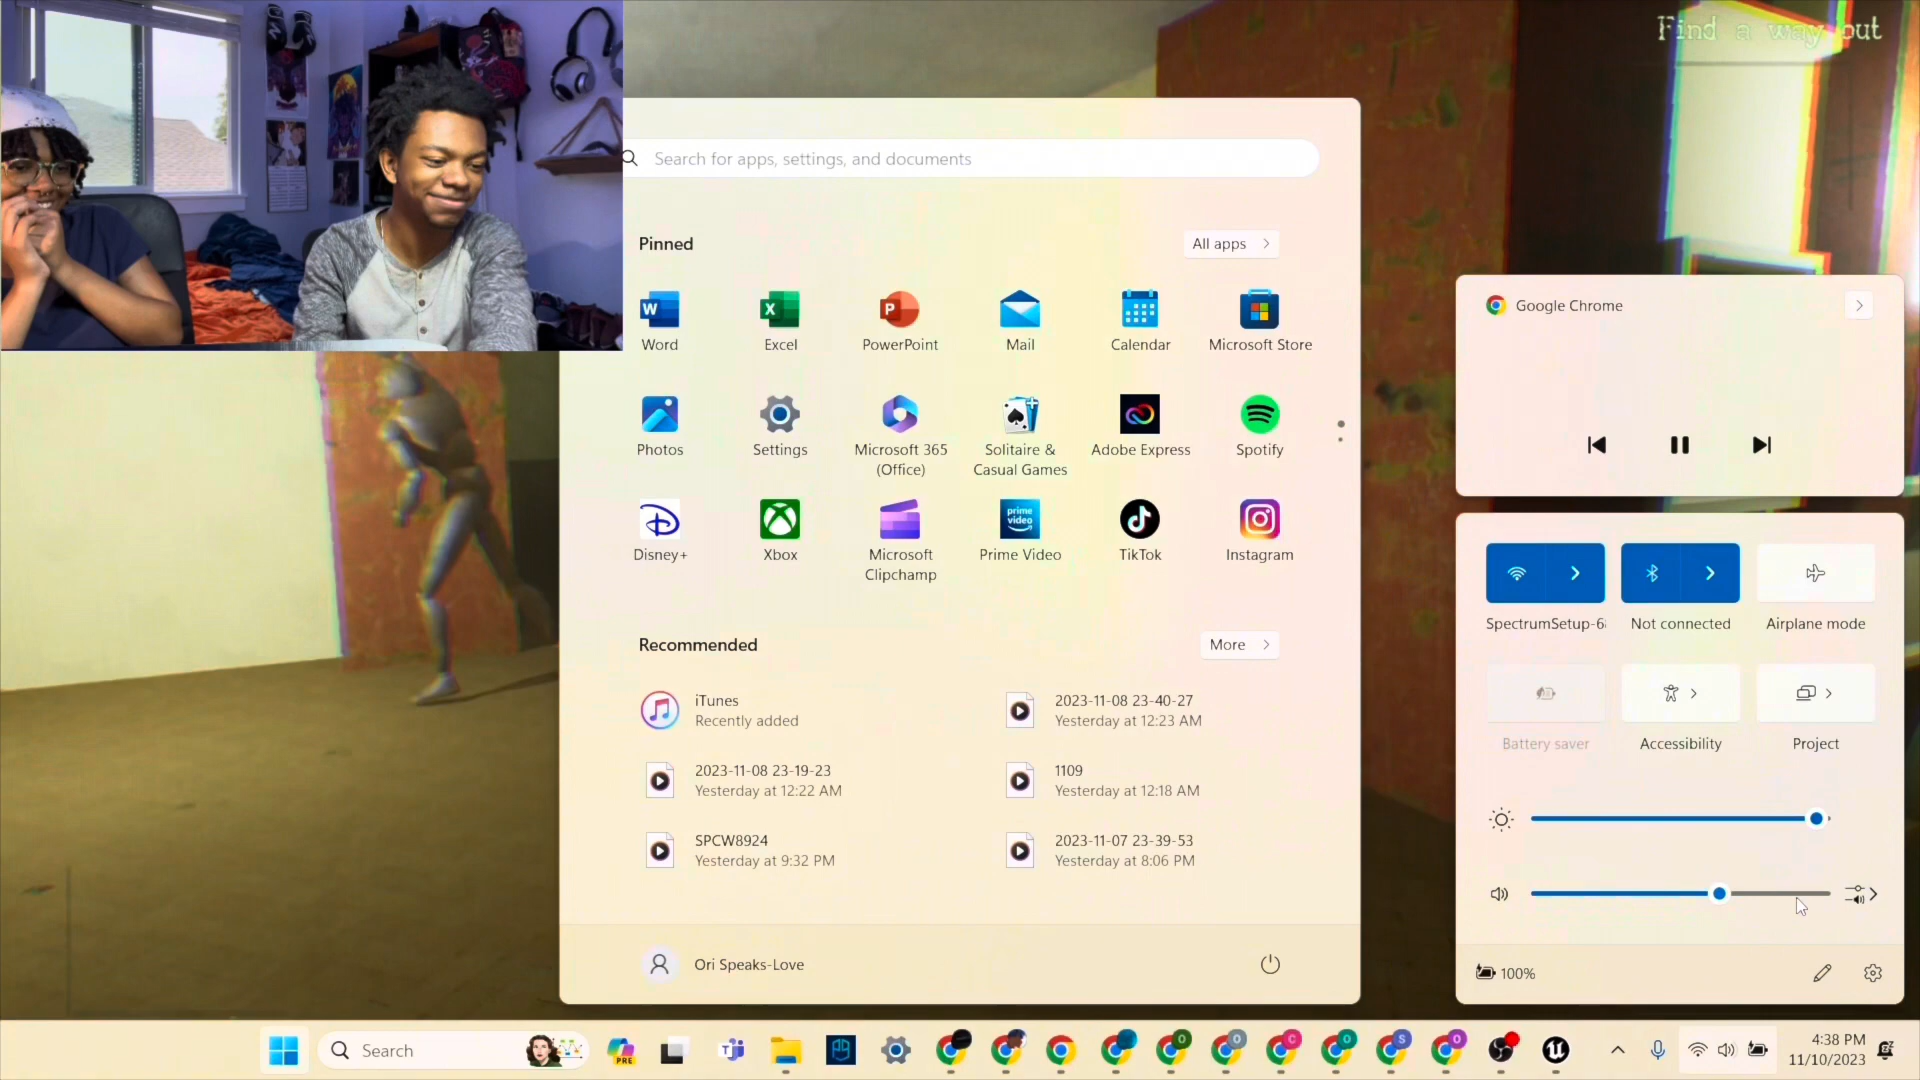 Find a way out
Search for apps, settings, and documents
Pinned
All apps
Word
Excel
PowerPoint
Mail
Calendar
Microsoft Store
Photos
Settings
Microsoft 365
(Office)
Solitaire &
Casual Games
Adobe Express
Spotify
Disney+
Xbox
Microsoft
Clipchamp
prime
video
Prime Video
TikTok
Instagram
Recommended
More
iTunes
Recently added
2023-11-08 23-40-27
Yesterday at 12:23 AM
2023-11-08 23-19-23
Yesterday at 12:22 AM
1109
Yesterday at 12:18 AM
SPCW8924
Yesterday at 9:32 PM
2023-11-07 23-39-53
Yesterday at 8:06 PM
Ori Speaks-Love
Google Chrome
SpectrumSetup-6
Not connected
Airplane mode
Battery saver
Accessibility
Project
100%
Search
PRE
4:38 PM
11/10/2023